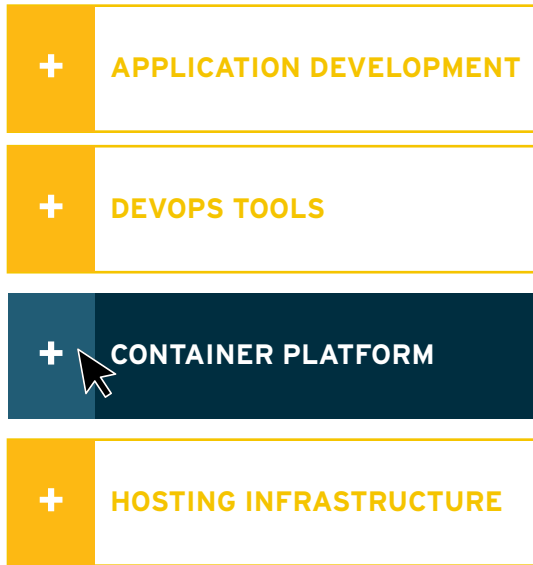 + APPLICATION DEVELOPMENT
+ DEVOPS TOOLS
+ CONTAINER PLATFORM
+ HOSTING INFRASTRUCTURE